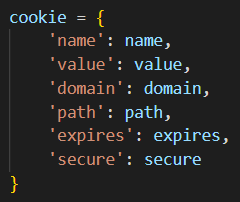 cookie = {
    'name': name,
    'value': value,
    'domain': domain,
    'path': path,
    'expires': expires,
    'secure': secure
}